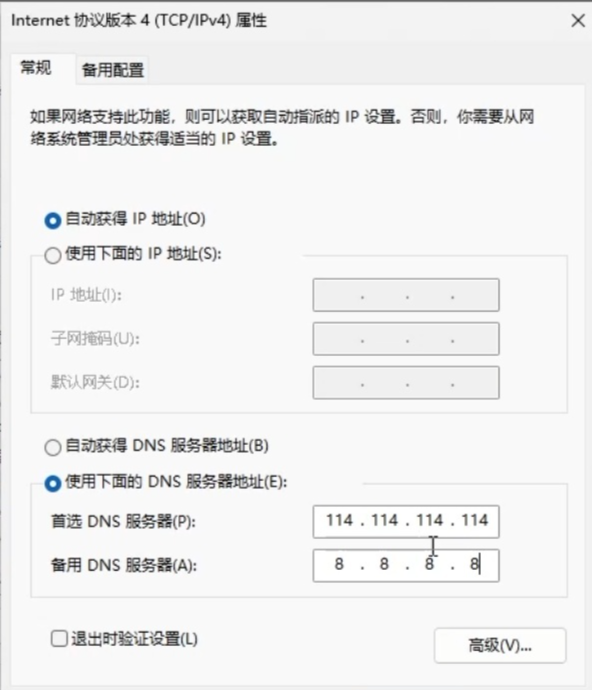 Internet 协议版本 4 (TCP/IPv4) 属性
常规 备用配置
如果网络支持此功能，则可以获取自动指派的 IP 设置。否则，你需要从网
络系统管理员处获得适当的 IP 设置。
自动获得 IP 地址(O)
使用下面的 IP 地址(S):
IP 地址(I):
子网掩码(U):
默认网关(D):
自动获得 DNS 服务器地址(B)
使用下面的 DNS 服务器地址(E):
首选 DNS 服务器(P): 114 . 114 . 114 . 114
备用 DNS 服务器(A): 8 . 8 . 8 . 8
退出时验证设置(L)
高级(V)...